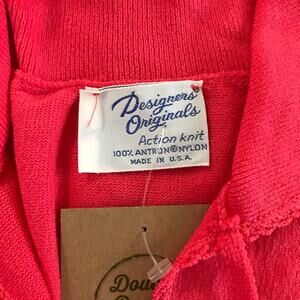 Designers'
Originals
Action knit
100% ANTRON®NYLON
MADE IN U.S.A.